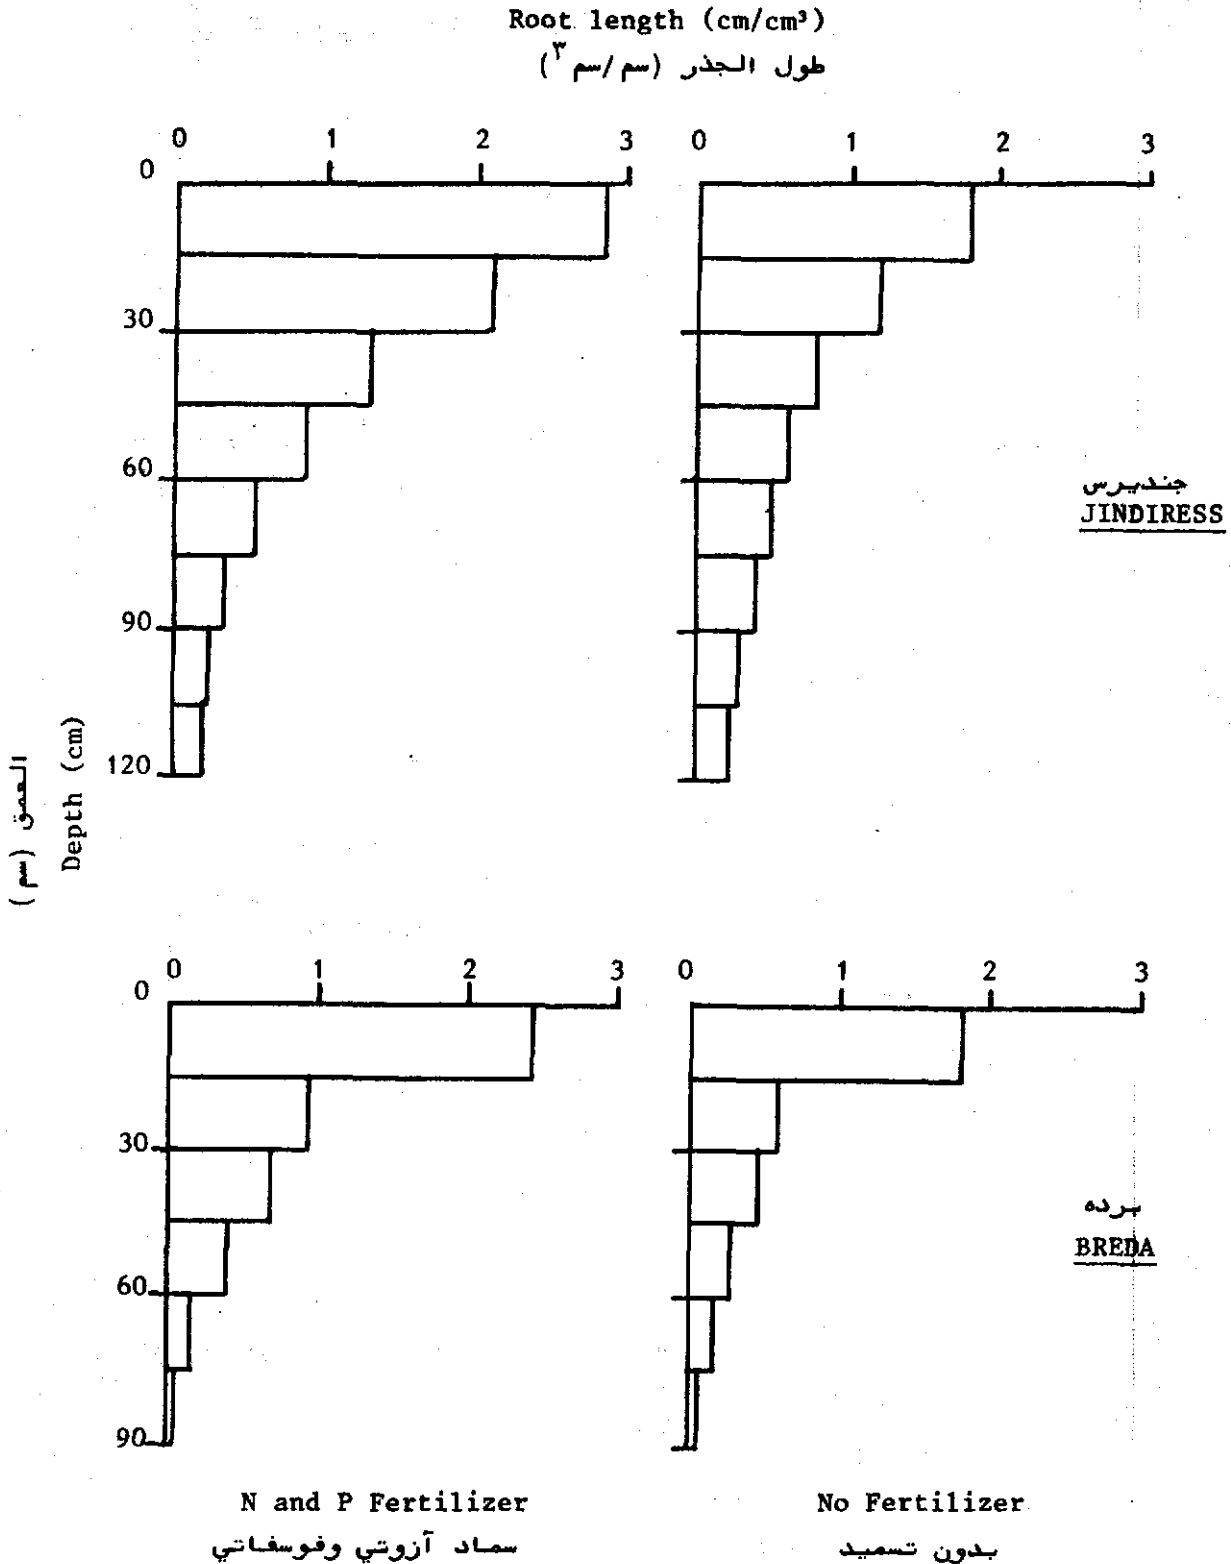 Root length (cm/cm³)
طول الجذر (سم/سم٣)
0 1 2 3 0 1 2 3
0
30
60
90
120
جنديرس
JINDIRESS
العمق (سم)
Depth (cm)
0 1 2 3 0 1 2 3
0
30
60
90
برده
BREDA
N and P Fertilizer No Fertilizer
سماد آزوتي وفوسفاتي بدون تسميد